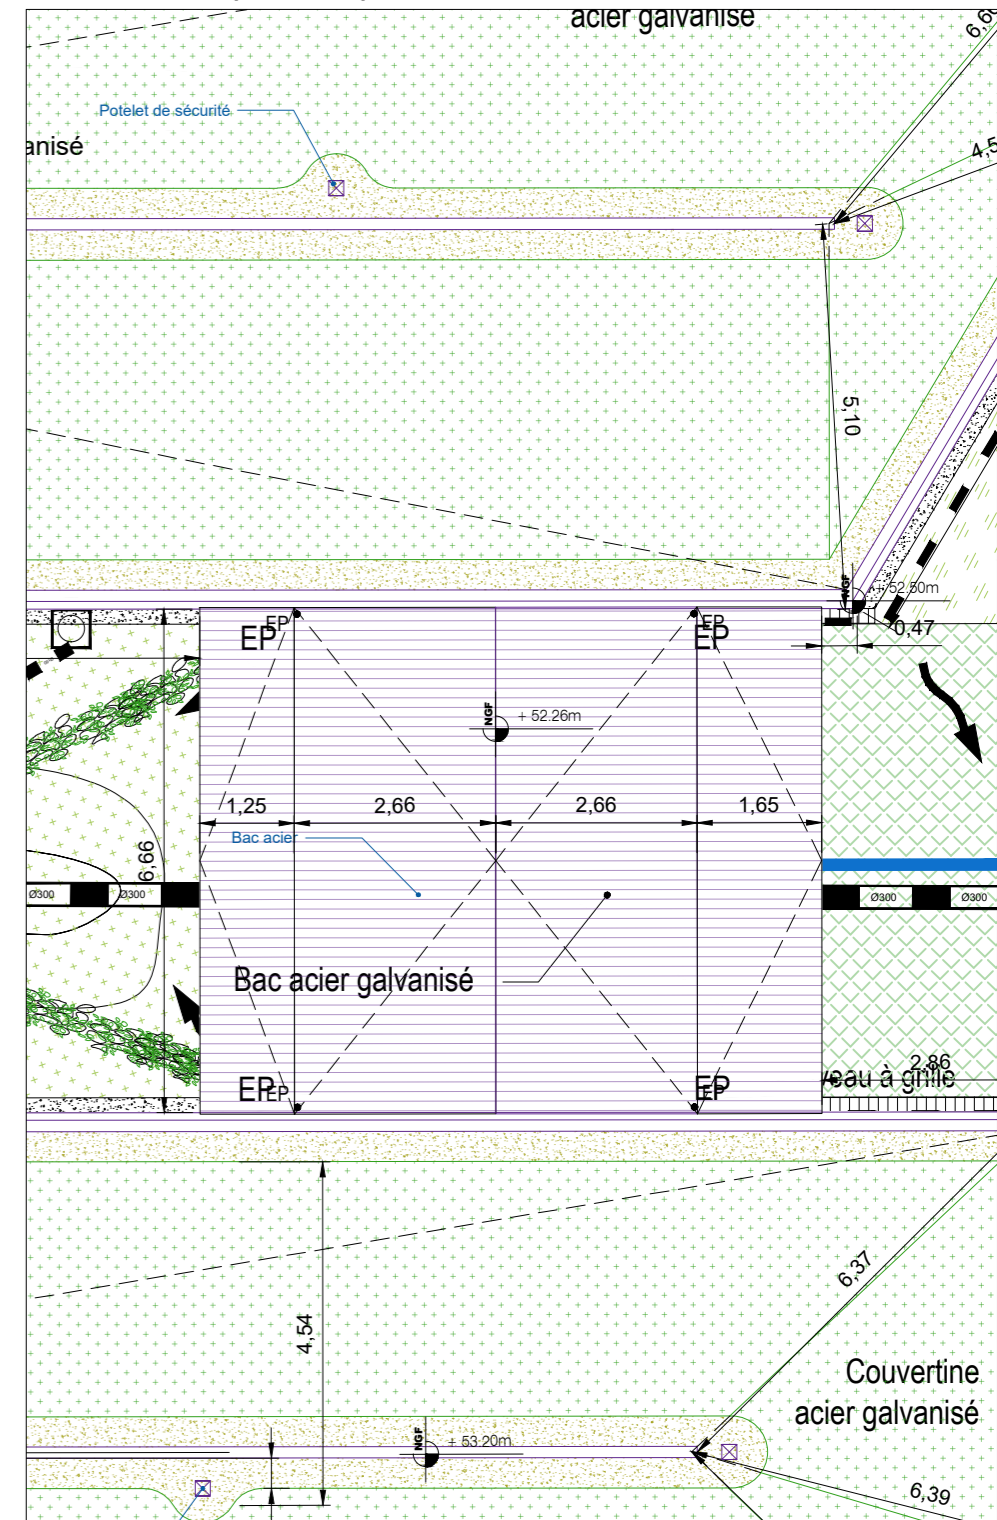 acier galvanisé
6,60
Potelet de sécurité
anisé
4,5
5,10
NGF
+ 52.50m
0,47
EP
EP
EP
EP
NGF
+ 52.26m
1,25
2,66
2,66
1,65
Bac acier
6,66
Ø300
Ø300
Ø300
Ø300
Bac acier galvanisé
2,86
veau à grille
EP
EP
EP
EP
6,37
4,54
Couvertine
acier galvanisé
NGF
+ 53.20m
6,39